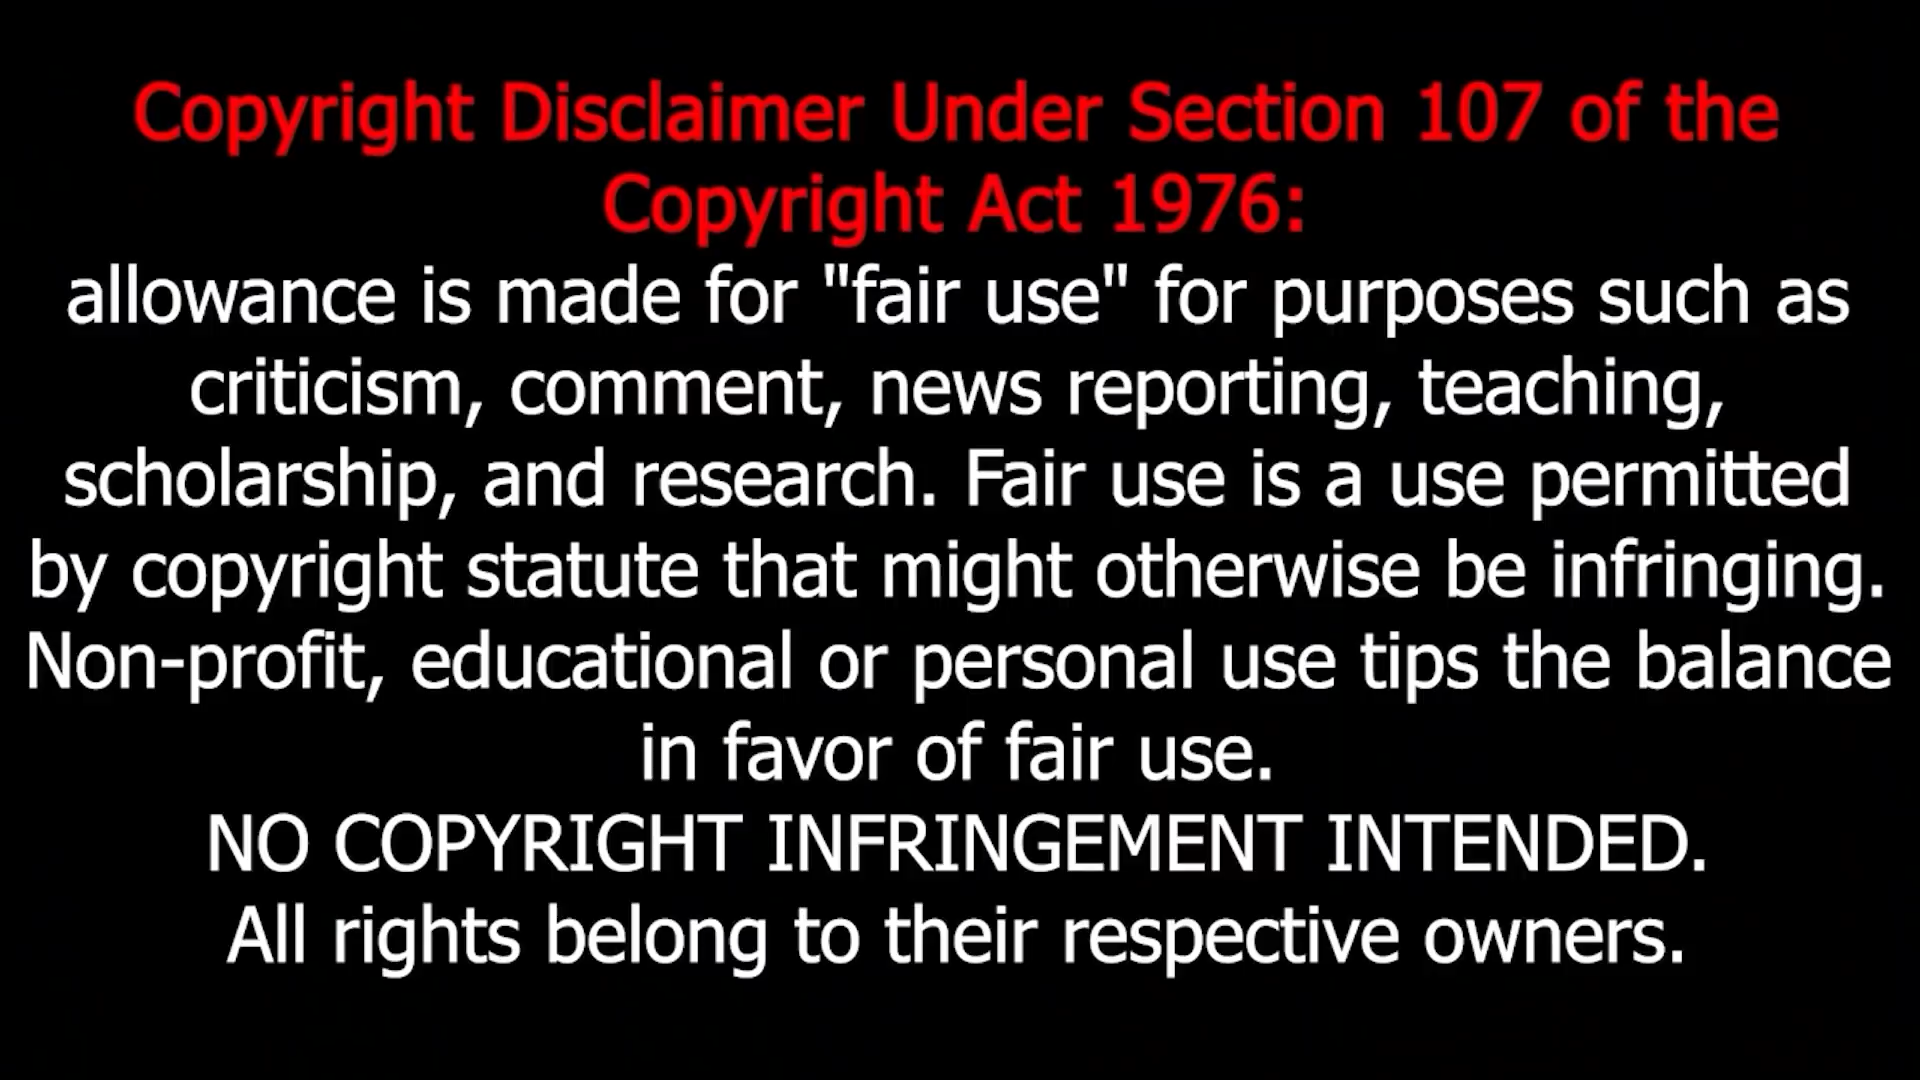 Copyright Disclaimer Under Section 107 of the
Copyright Act 1976:
allowance is made for "fair use" for purposes such as
criticism, comment, news reporting, teaching,
scholarship, and research. Fair use is a use permitted
by copyright statute that might otherwise be infringing.
Non-profit, educational or personal use tips the balance
in favor of fair use.
NO COPYRIGHT INFRINGEMENT INTENDED.
All rights belong to their respective owners.